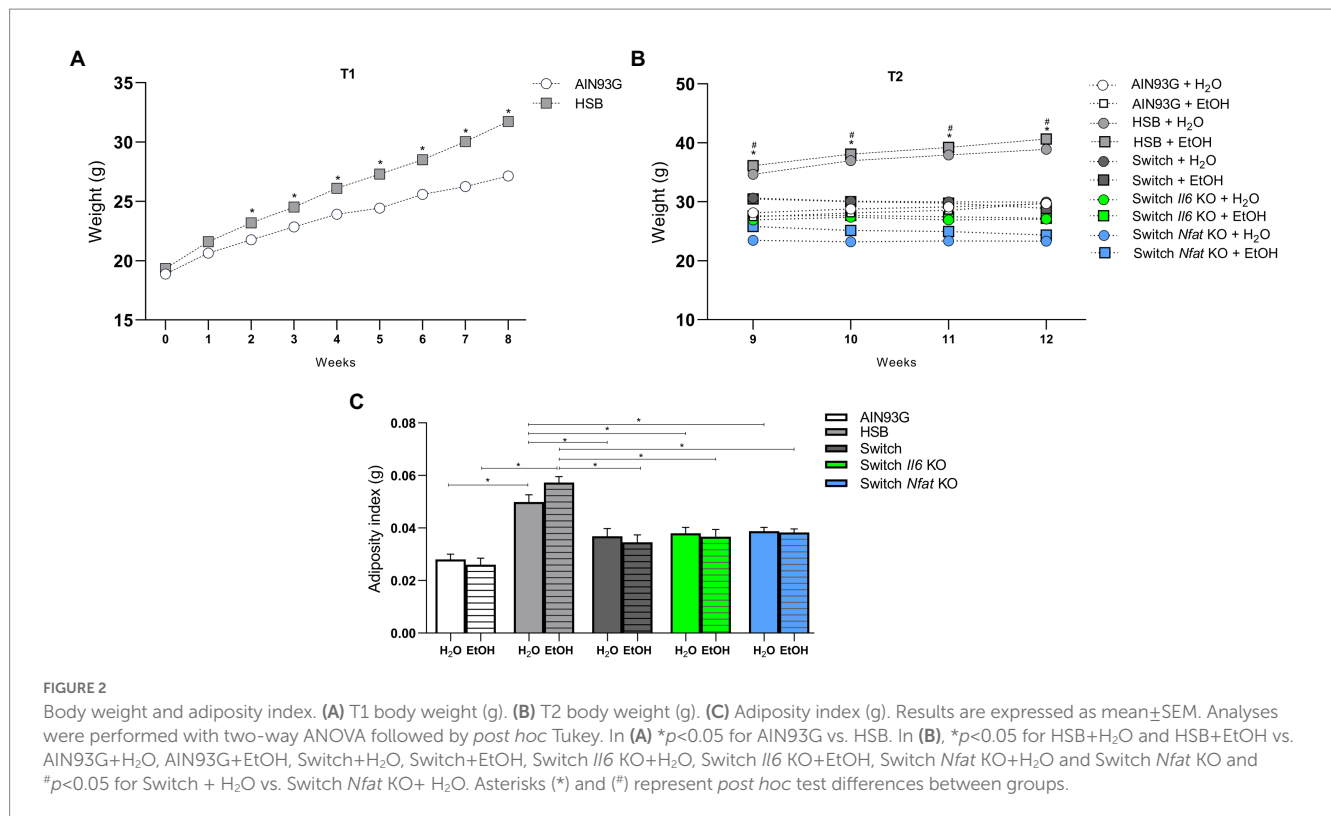 A
T1
35
30
25
20
15
Weight (g)
0 1 2 3 4 5 6 7 8
Weeks
* * * * * * *
AIN93G
HSB
B
T2
50
40
30
20
10
Weight (g)
# # # #
* * * *
9 10 11 12
Weeks
AIN93G + H₂O
AIN93G + EtOH
HSB + H₂O
HSB + EtOH
Switch + H₂O
Switch + EtOH
Switch Il6 KO + H₂O
Switch Il6 KO + EtOH
Switch Nfat KO + H₂O
Switch Nfat KO + EtOH
C
0.08
0.06
0.04
0.02
0.00
Adiposity index (g)
*
*
* *
*
* * *
*
H₂O EtOH H₂O EtOH H₂O EtOH H₂O EtOH H₂O EtOH
AIN93G
HSB
Switch
Switch Il6 KO
Switch Nfat KO
FIGURE 2
Body weight and adiposity index. (A) T1 body weight (g). (B) T2 body weight (g). (C) Adiposity index (g). Results are expressed as mean±SEM. Analyses
were performed with two-way ANOVA followed by post hoc Tukey. In (A) *p<0.05 for AIN93G vs. HSB. In (B), *p<0.05 for HSB+H₂O and HSB+EtOH vs.
AIN93G+H₂O, AIN93G+EtOH, Switch+H₂O, Switch+EtOH, Switch Il6 KO+H₂O, Switch Il6 KO+EtOH, Switch Nfat KO+H₂O and Switch Nfat KO and
#p<0.05 for Switch + H₂O vs. Switch Nfat KO+ H₂O. Asterisks (*) and (#) represent post hoc test differences between groups.